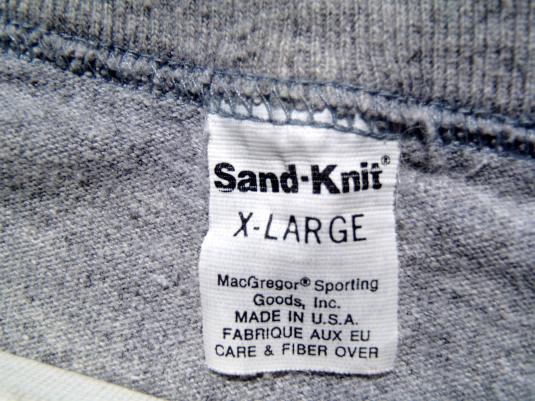 Sand-Knit®
X-LARGE
MacGregor® Sporting
Goods, Inc.
MADE IN U.S.A.
FABRIQUE AUX EU
CARE & FIBER OVER